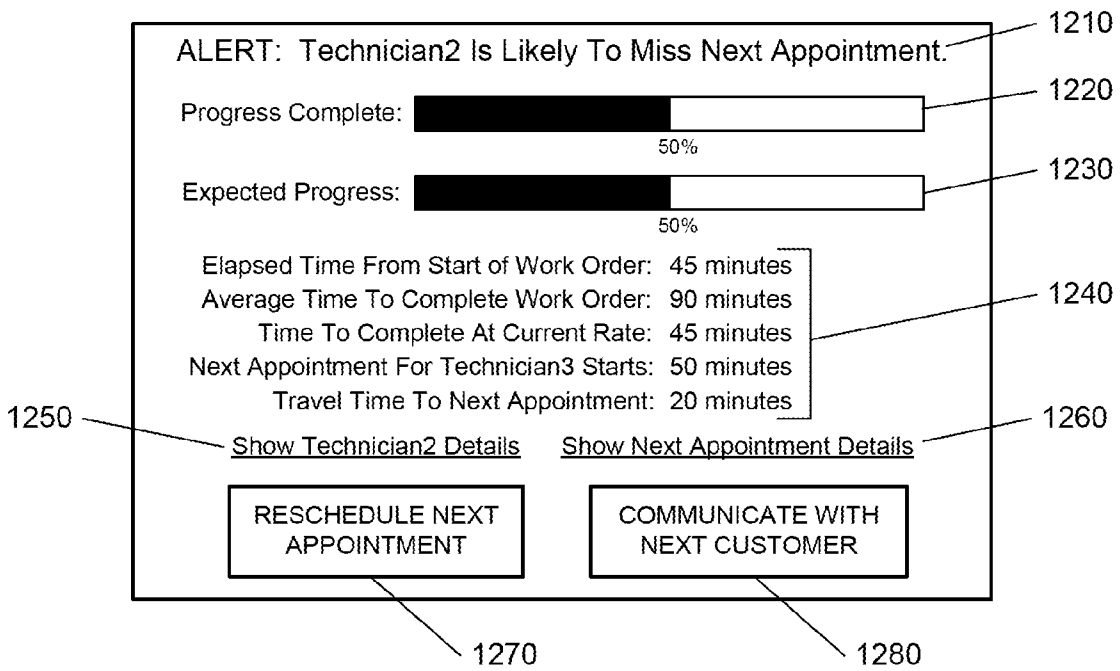 ALERT: Technician2 Is Likely To Miss Next Appointment.
1210
Progress Complete:
1220
50%
Expected Progress:
1230
50%
Elapsed Time From Start of Work Order: 45 minutes
Average Time To Complete Work Order: 90 minutes
Time To Complete At Current Rate: 45 minutes
Next Appointment For Technician3 Starts: 50 minutes
Travel Time To Next Appointment: 20 minutes
1240
1250
Show Technician2 Details
Show Next Appointment Details
1260
RESCHEDULE NEXT
APPOINTMENT
COMMUNICATE WITH
NEXT CUSTOMER
1270
1280